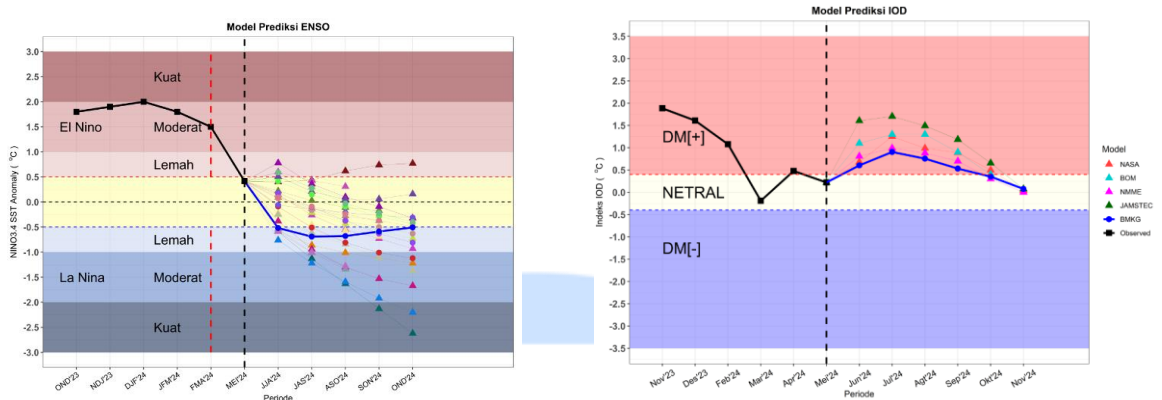 Model Prediksi ENSO
NINO3.4 SST Anomaly ( °C)
3.0
2.5
2.0
1.5
1.0
0.5
0.0
-0.5
-1.0
-1.5
-2.0
-2.5
-3.0
Kuat
El Nino
Moderat
Lemah
Lemah
La Nina
Moderat
Kuat
OND'23
NDJ'23
DJF'24
JFM'24
FMA'24
MEI'24
JJA'24
JAS'24
ASO'24
SON'24
OND'24
Periode
Model Prediksi IOD
Indeks IOD ( °C)
3.5
3.0
2.5
2.0
1.5
1.0
0.5
0.0
-0.5
-1.0
-1.5
-2.0
-2.5
-3.0
-3.5
DM[+]
NETRAL
DM[-]
Nov'23
Des'23
Feb'24
Mar'24
Apr'24
Mei'24
Jun'24
Jul'24
Agt'24
Sep'24
Okt'24
Nov'24
Periode
Model
NASA
BOM
NMME
JAMSTEC
BMKG
Observed